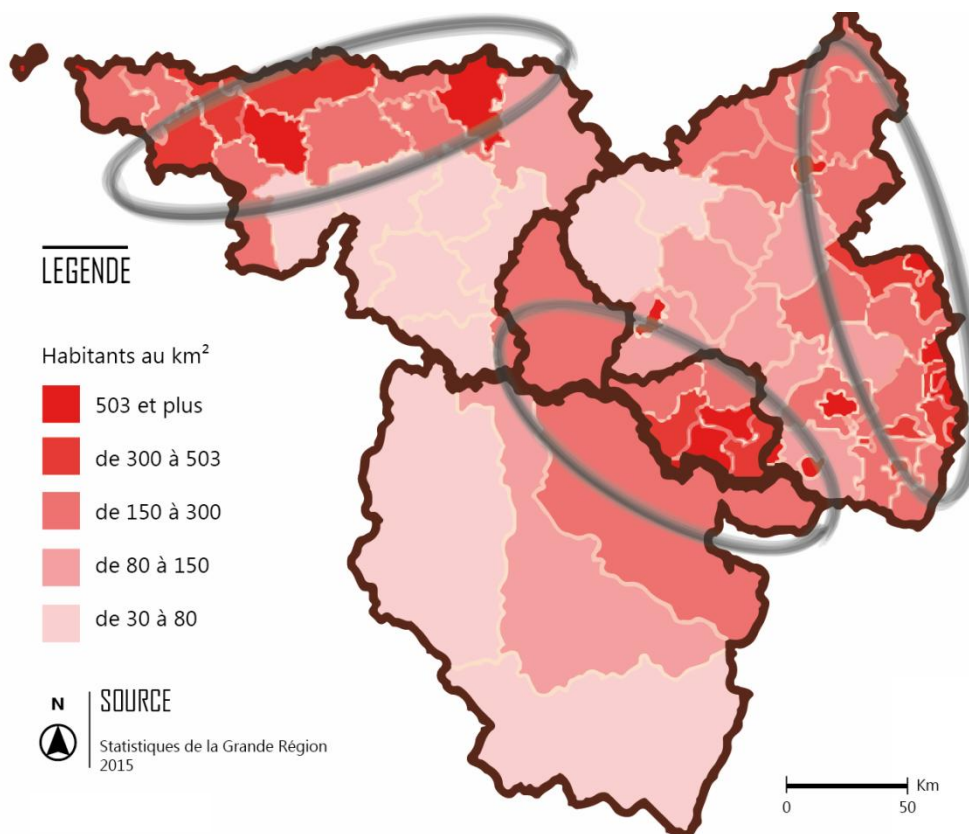 LEGENDE
Habitants au km²
503 et plus
de 300 à 503
de 150 à 300
de 80 à 150
de 30 à 80
N
SOURCE
Statistiques de la Grande Région
2015
Km
0 50